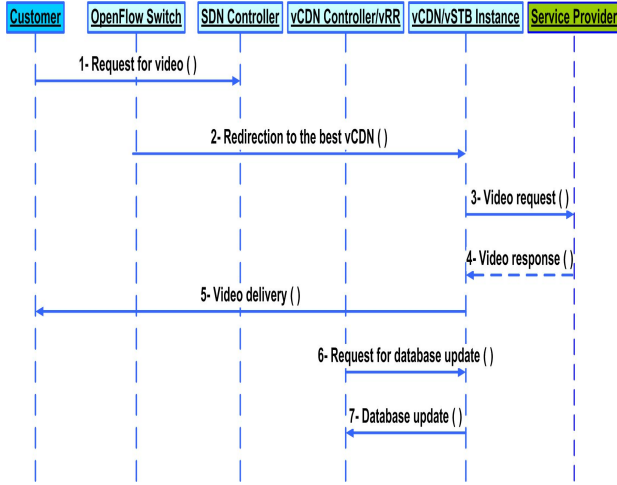 Customer
OpenFlow Switch
SDN Controller
vCDN Controller/vRR
vCDN/vSTB Instance
Service Provider
1- Request for video ( )
2- Redirection to the best vCDN ( )
3- Video request ( )
4- Video response ( )
5- Video delivery ( )
6- Request for database update ( )
7- Database update ( )